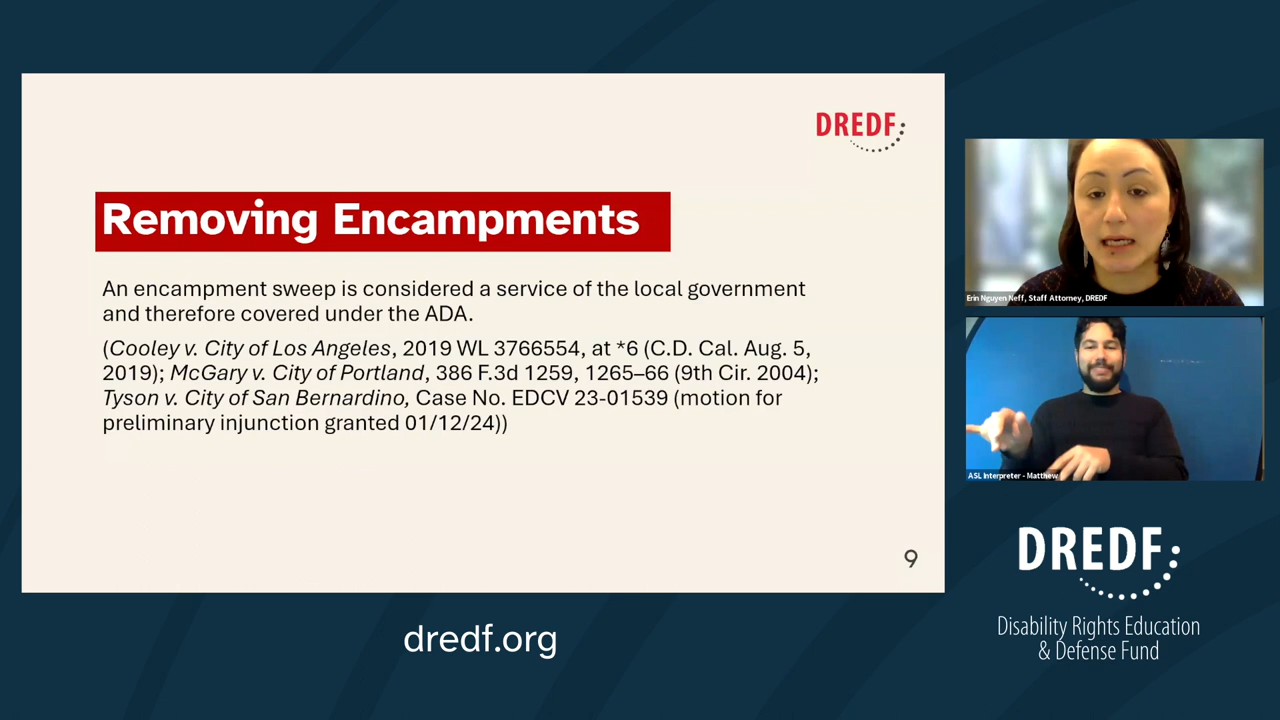 DREDF
Removing Encampments
An encampment sweep is considered a service of the local government
and therefore covered under the ADA.
(Cooley v. City of Los Angeles, 2019 WL 3766554, at *6 (C.D. Cal. Aug. 5,
2019); McGary v. City of Portland, 386 F.3d 1259, 1265–66 (9th Cir. 2004);
Tyson v. City of San Bernardino, Case No. EDCV 23-01539 (motion for
preliminary injunction granted 01/12/24))
9
Erin Nguyen Neff, Staff Attorney, DREDF
ASL Interpreter - Matthew
DREDF
Disability Rights Education
& Defense Fund
dredf.org